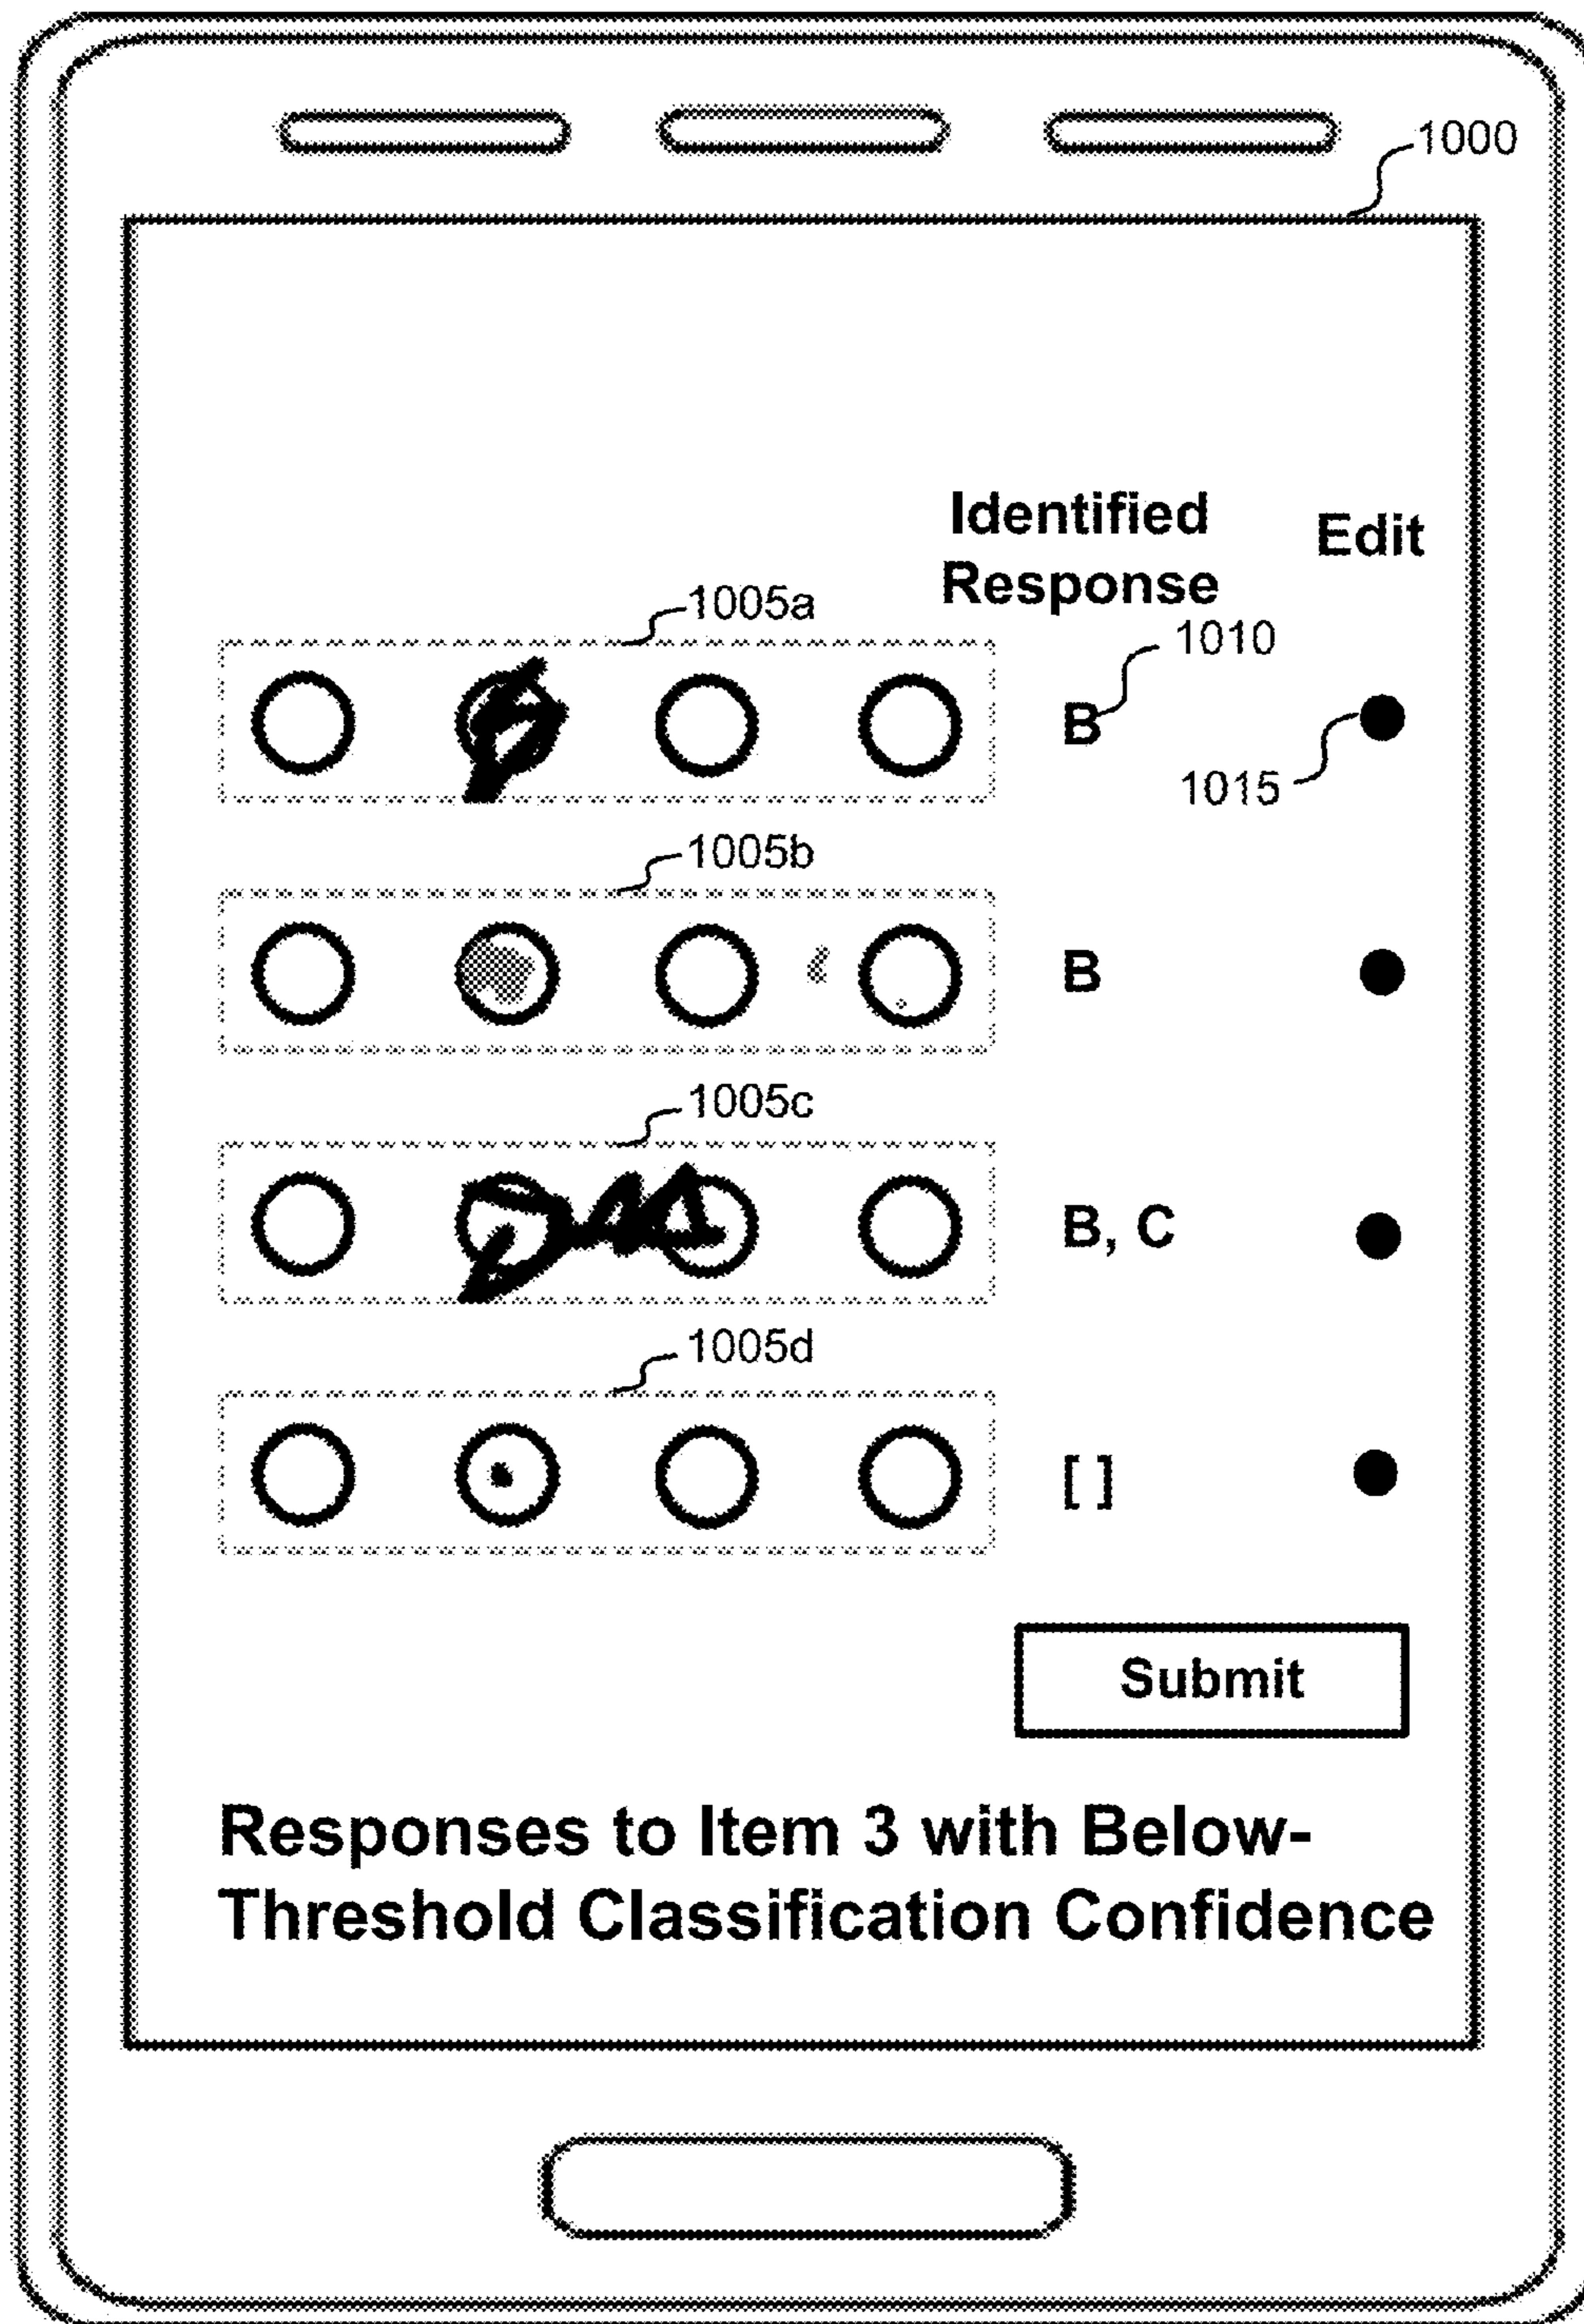 1000
Identified
Response
Edit
1005a
B
1010
1015
1005b
B
1005c
B, C
1005d
[ ]
Submit
Responses to Item 3 with Below-
Threshold Classification Confidence